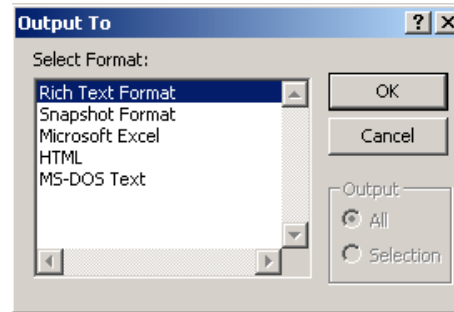 Output To
Select Format:
Rich Text Format
Snapshot Format
Microsoft Excel
HTML
MS-DOS Text
OK
Cancel
Output
All
Selection